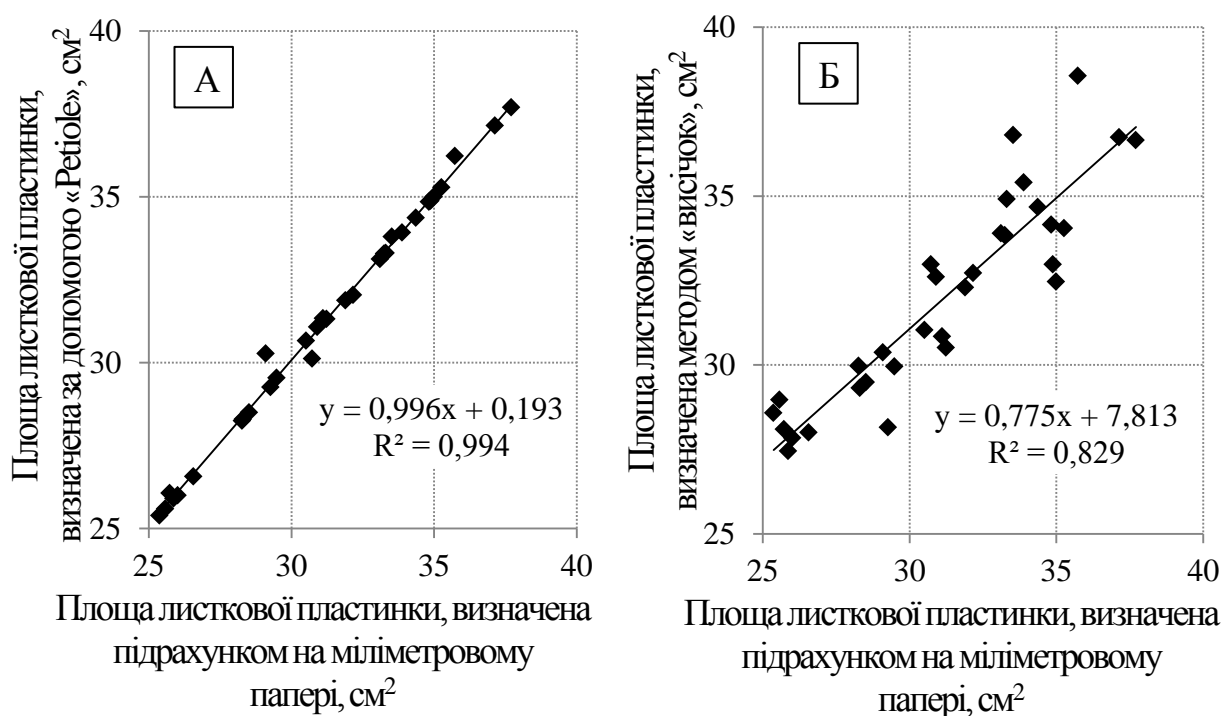 А
Площа листкової пластинки,
визначена за допомогою «Petiole», см²
40
35
30
25
25 30 35 40
y = 0,996x + 0,193
R² = 0,994
Площа листкової пластинки, визначена
підрахунком на міліметровому
папері, см²
Б
Площа листкової пласттинки,
визначена методом «висічок», см²
40
35
30
25
25 30 35 40
y = 0,775x + 7,813
R² = 0,829
Площа листкової пластинки, визначена
підрахунком на міліметровому
папері, см²